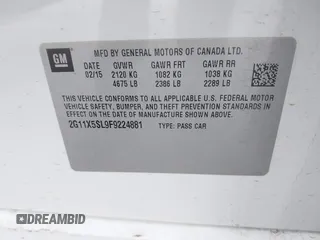 GM
MFD BY GENERAL MOTORS OF CANADA LTD.
DATE GVWR GAWR FRT GAWR RR
02/15 2120 KG 1082 KG 1038 KG
4675 LB 2386 LB 2289 LB
THIS VEHICLE CONFORMS TO ALL APPLICABLE U.S. FEDERAL MOTOR
VEHICLE SAFETY, BUMPER, AND THEFT PREVENTION STANDARDS IN EFFECT
ON THE DATE OF MANUFACTURE SHOWN ABOVE.
2G11X5SL9F9224881 TYPE: PASS CAR
DREAMBID